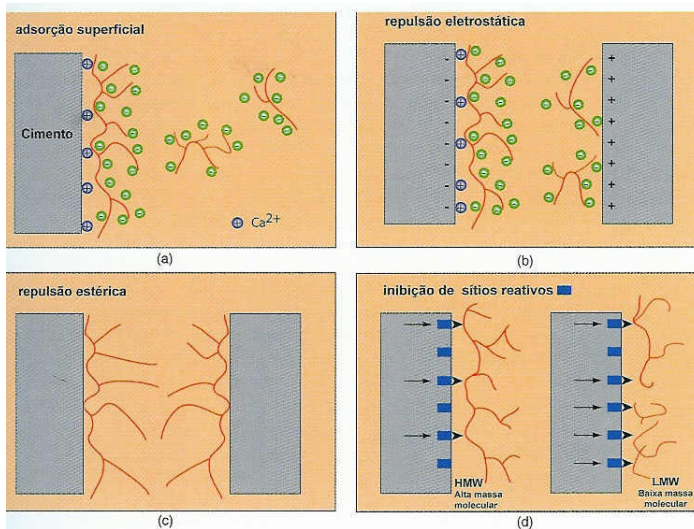 adsorção superficial
Cimento
Ca2+
(a)
repulsão eletrostática
(b)
repulsão estérica
(c)
inibição de sítios reativos
HMW
Alta massa
molecular
LMW
Baixa massa
molecular
(d)